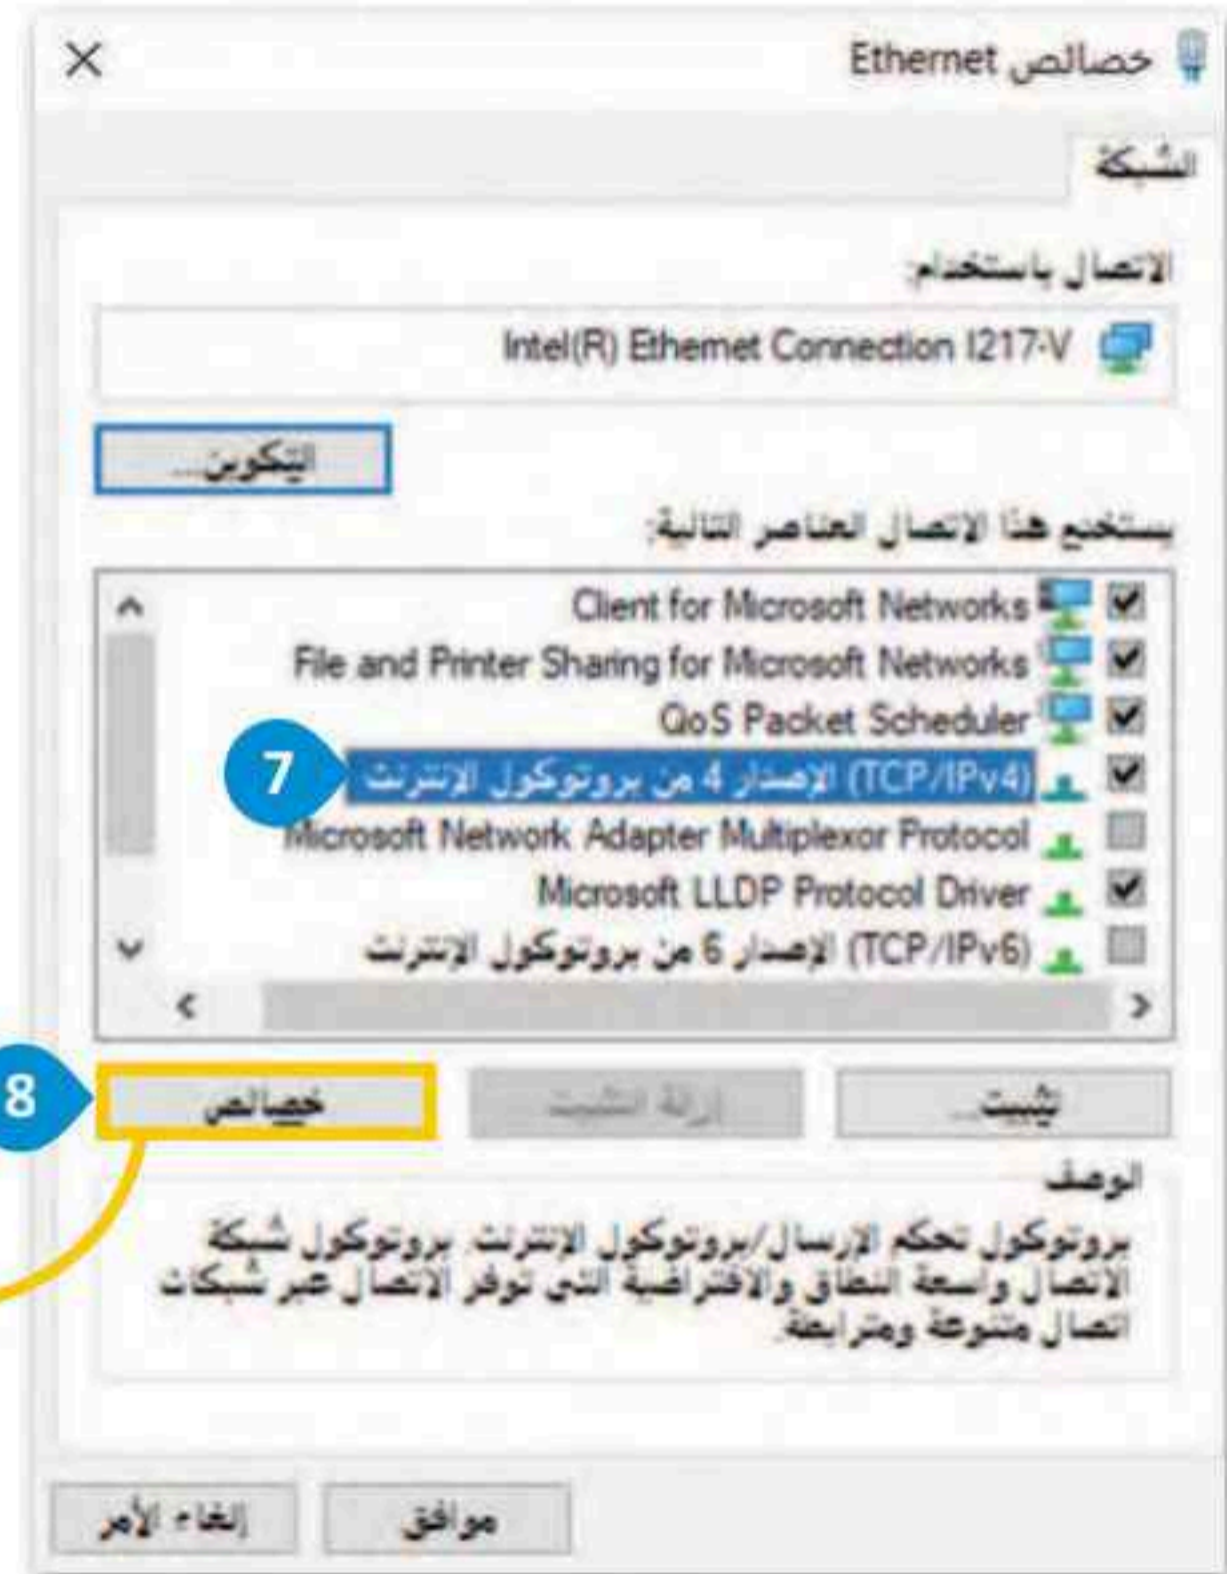 خصائص Ethernet
الشبكة
الاتصال باستخدام:
Intel(R) Ethernet Connection I217-V
التكوين...
يستخدم هذا الاتصال العناصر التالية:
Client for Microsoft Networks
File and Printer Sharing for Microsoft Networks
QoS Packet Scheduler
7
(TCP/IPv4) الإصدار 4 من بروتوكول الإنترنت
Microsoft Network Adapter Multiplexor Protocol
Microsoft LLDP Protocol Driver
(TCP/IPv6) الإصدار 6 من بروتوكول الإنترنت
تثبيت...
إزالة التثبيت
خصائص
8
الوصف
بروتوكول تحكم الإرسال/بروتوكول الإنترنت. بروتوكول شبكة
الاتصال واسعة النطاق والافتراضية التي توفر الاتصال عبر شبكات
اتصال متنوعة ومترابطة.
موافق
إلغاء الأمر